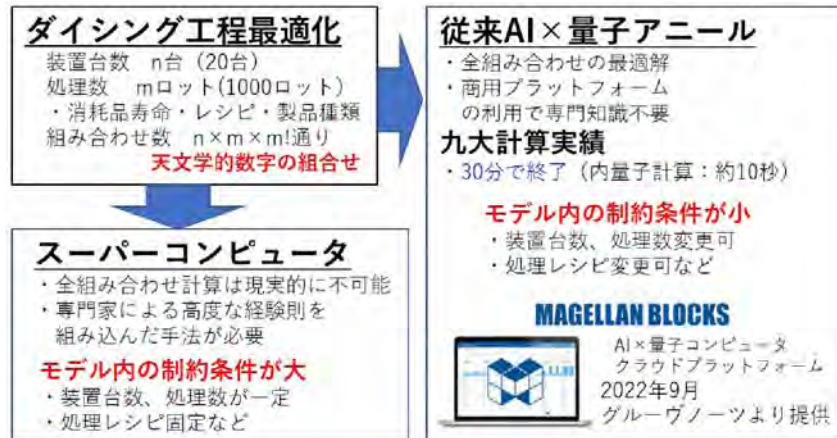 ダイシング工程最適化
装置台数 n台（20台）
処理数 mロット(1000ロット)
・消耗品寿命・レシピ・製品種類
組み合わせ数 n×m×m!通り
天文学的数字の組合せ
スーパーコンピュータ
・全組み合わせ計算は現実的に不可能
・専門家による高度な経験則を
組み込んだ手法が必要
モデル内の制約条件が大
・装置台数、処理数が一定
・処理レシピ固定など
従来AI×量子アニール
・全組み合わせの最適解
・商用プラットフォーム
の利用で専門知識不要
九大計算実績
・30分で終了（内量子計算：約10秒）
モデル内の制約条件が小
・装置台数、処理数変更可
・処理レシピ変更可など
MAGELLAN BLOCKS
AI×量子コンピュータ
クラウドプラットフォーム
2022年9月
グルーヴノーツより提供